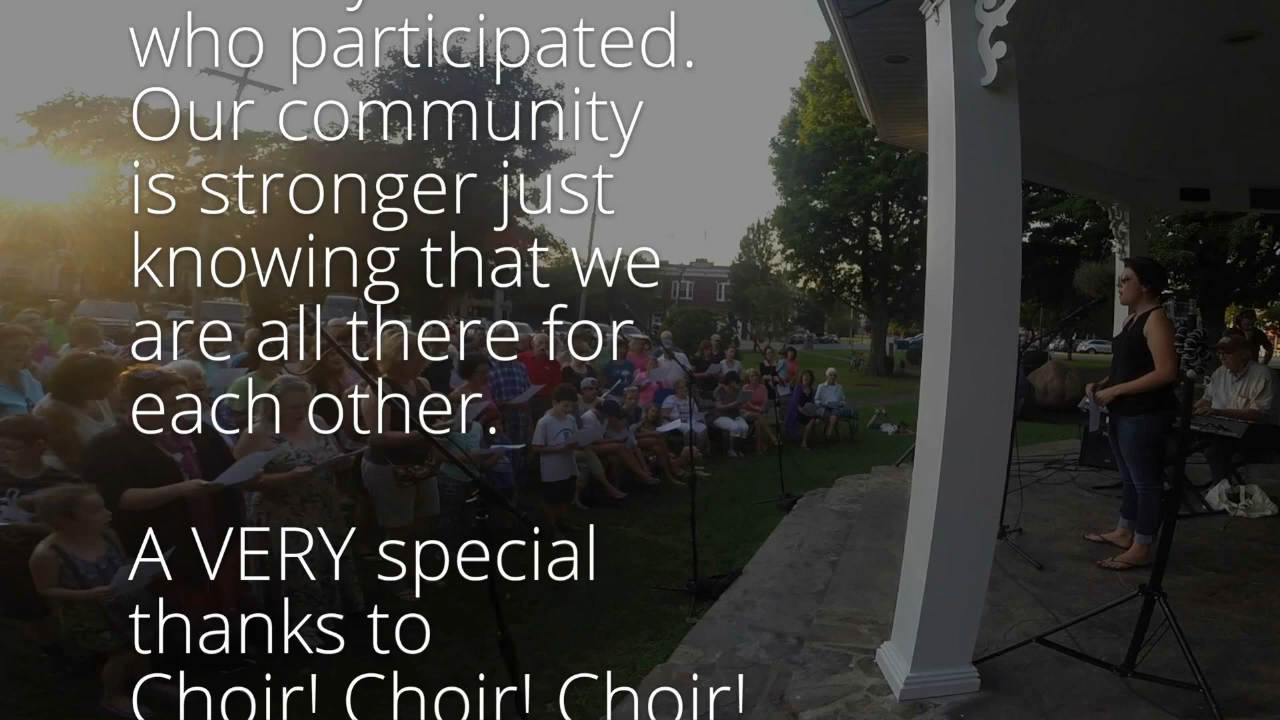 who participated.
Our community
is stronger just
knowing that we
are all there for
each other.
A VERY special
thanks to
Choir! Choir! Choir!